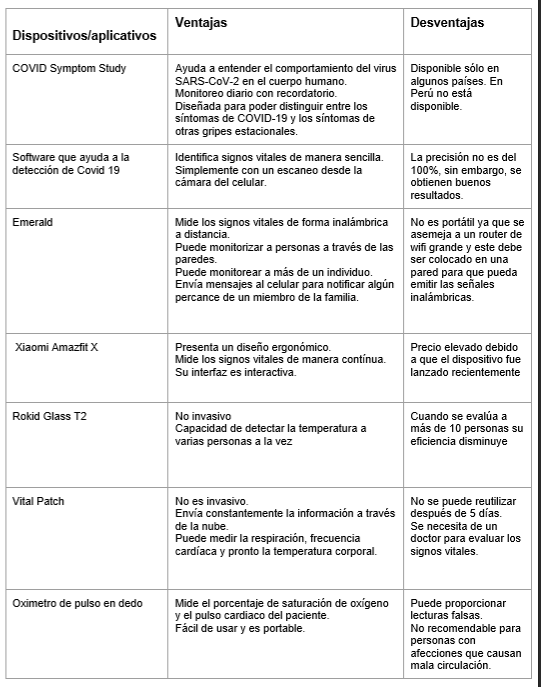 Dispositivos/aplicativos
Ventajas
Desventajas
COVID Symptom Study
Ayuda a entender el comportamiento del virus
SARS-CoV-2 en el cuerpo humano.
Monitoreo diario con recordatorio.
Diseñada para poder distinguir entre los
síntomas de COVID-19 y los síntomas de
otras gripes estacionales.
Disponible sólo en
algunos países. En
Perú no está
disponible.
Software que ayuda a la
detección de Covid 19
Identifica signos vitales de manera sencilla.
Simplemente con un escaneo desde la
cámara del celular.
La precisión no es del
100%, sin embargo, se
obtienen buenos
resultados.
Emerald
Mide los signos vitales de forma inalámbrica
a distancia.
Puede monitorizar a personas a través de las
paredes.
Puede monitorear a más de un individuo.
Envía mensajes al celular para notificar algún
percance de un miembro de la familia.
No es portátil ya que se
asemeja a un router de
wifi grande y este debe
ser colocado en una
pared para que pueda
emitir las señales
inalámbricas.
Xiaomi Amazfit X
Presenta un diseño ergonómico.
Mide los signos vitales de manera contínua.
Su interfaz es interactiva.
Precio elevado debido
a que el dispositivo fue
lanzado recientemente
Rokid Glass T2
No invasivo
Capacidad de detectar la temperatura a
varias personas a la vez
Cuando se evalúa a
más de 10 personas su
eficiencia disminuye
Vital Patch
No es invasivo.
Envía constantemente la información a través
de la nube.
Puede medir la respiración, frecuencia
cardíaca y pronto la temperatura corporal.
No se puede reutilizar
después de 5 días.
Se necesita de un
doctor para evaluar los
signos vitales.
Oximetro de pulso en dedo
Mide el porcentaje de saturación de oxígeno
y el pulso cardiaco del paciente.
Fácil de usar y es portable.
Puede proporcionar
lecturas falsas.
No recomendable para
personas con
afecciones que causan
mala circulación.